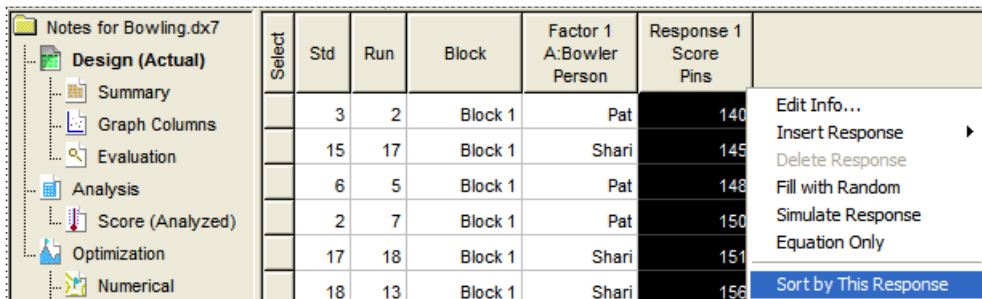 Notes for Bowling.dx7
Design (Actual)
Summary
Graph Columns
Evaluation
Analysis
Score (Analyzed)
Optimization
Numerical
Select Std Run Block Factor 1 A:Bowler Person Response 1 Score Pins
3 2 Block 1 Pat 140
15 17 Block 1 Shari 145
6 5 Block 1 Pat 148
2 7 Block 1 Pat 150
17 18 Block 1 Shari 151
18 13 Block 1 Shari 156
Edit Info...
Insert Response
Delete Response
Fill with Random
Simulate Response
Equation Only
Sort by This Response